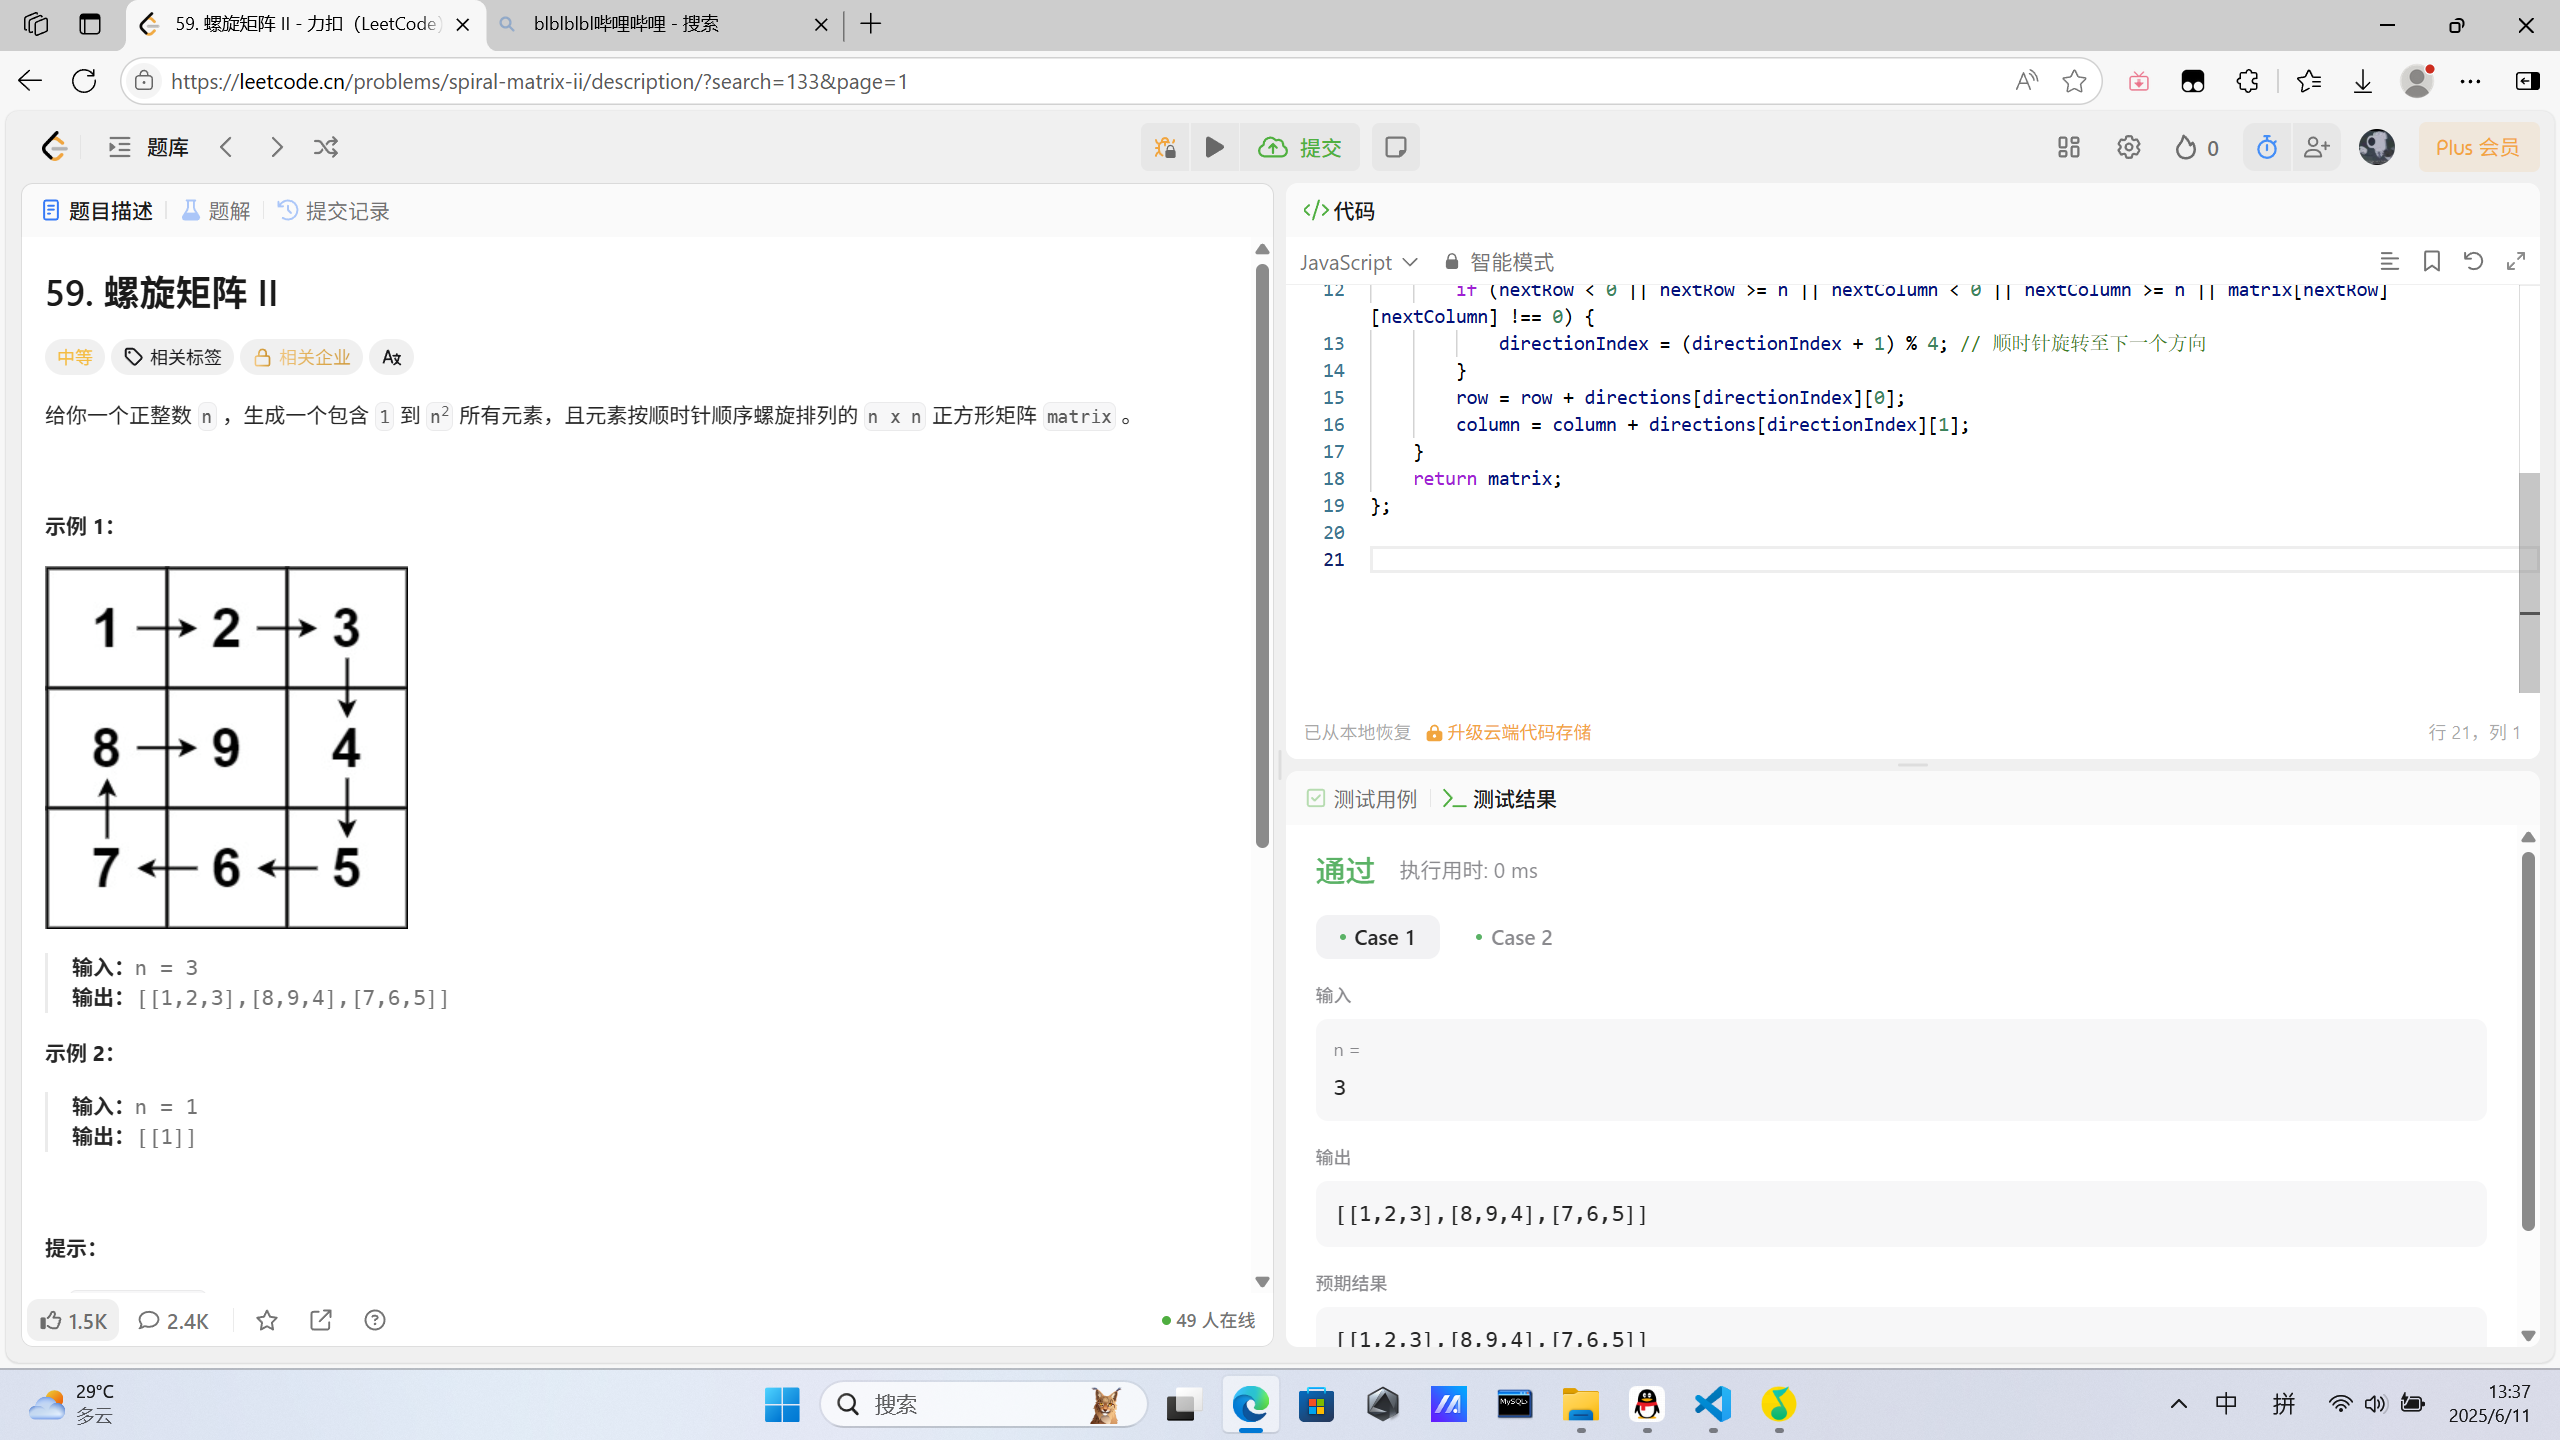 59. 螺旋矩阵 II - 力扣（LeetCode）
blblblbl哔哩哔哩 - 搜索
https://leetcode.cn/problems/spiral-matrix-ii/description/?search=133&page=1
题库
提交
0
Plus 会员
题目描述
题解
提交记录
59. 螺旋矩阵 II
中等
相关标签
相关企业
给你一个正整数 n ，生成一个包含 1 到 n² 所有元素，且元素按顺时针顺序螺旋排列的 n x n 正方形矩阵 matrix 。
示例 1：
1 2 3
8 9 4
7 6 5
输入：n = 3
输出：[[1,2,3],[8,9,4],[7,6,5]]
示例 2：
输入：n = 1
输出：[[1]]
提示：
1.5K
2.4K
49 人在线
代码
JavaScript
智能模式
12 if (nextRow < 0 || nextRow >= n || nextColumn < 0 || nextColumn >= n || matrix[nextRow]
[nextColumn] !== 0) {
13 directionIndex = (directionIndex + 1) % 4; // 顺时针旋转至下一个方向
14 }
15 row = row + directions[directionIndex][0];
16 column = column + directions[directionIndex][1];
17 }
18 return matrix;
19 };
20
21
已从本地恢复
升级云端代码存储
行 21，列 1
测试用例
测试结果
通过
执行用时: 0 ms
Case 1
Case 2
输入
n =
3
输出
[[1,2,3],[8,9,4],[7,6,5]]
预期结果
[[1,2,3],[8,9,4],[7,6,5]]
29°C
多云
搜索
MySQL
中
拼
13:37
2025/6/11